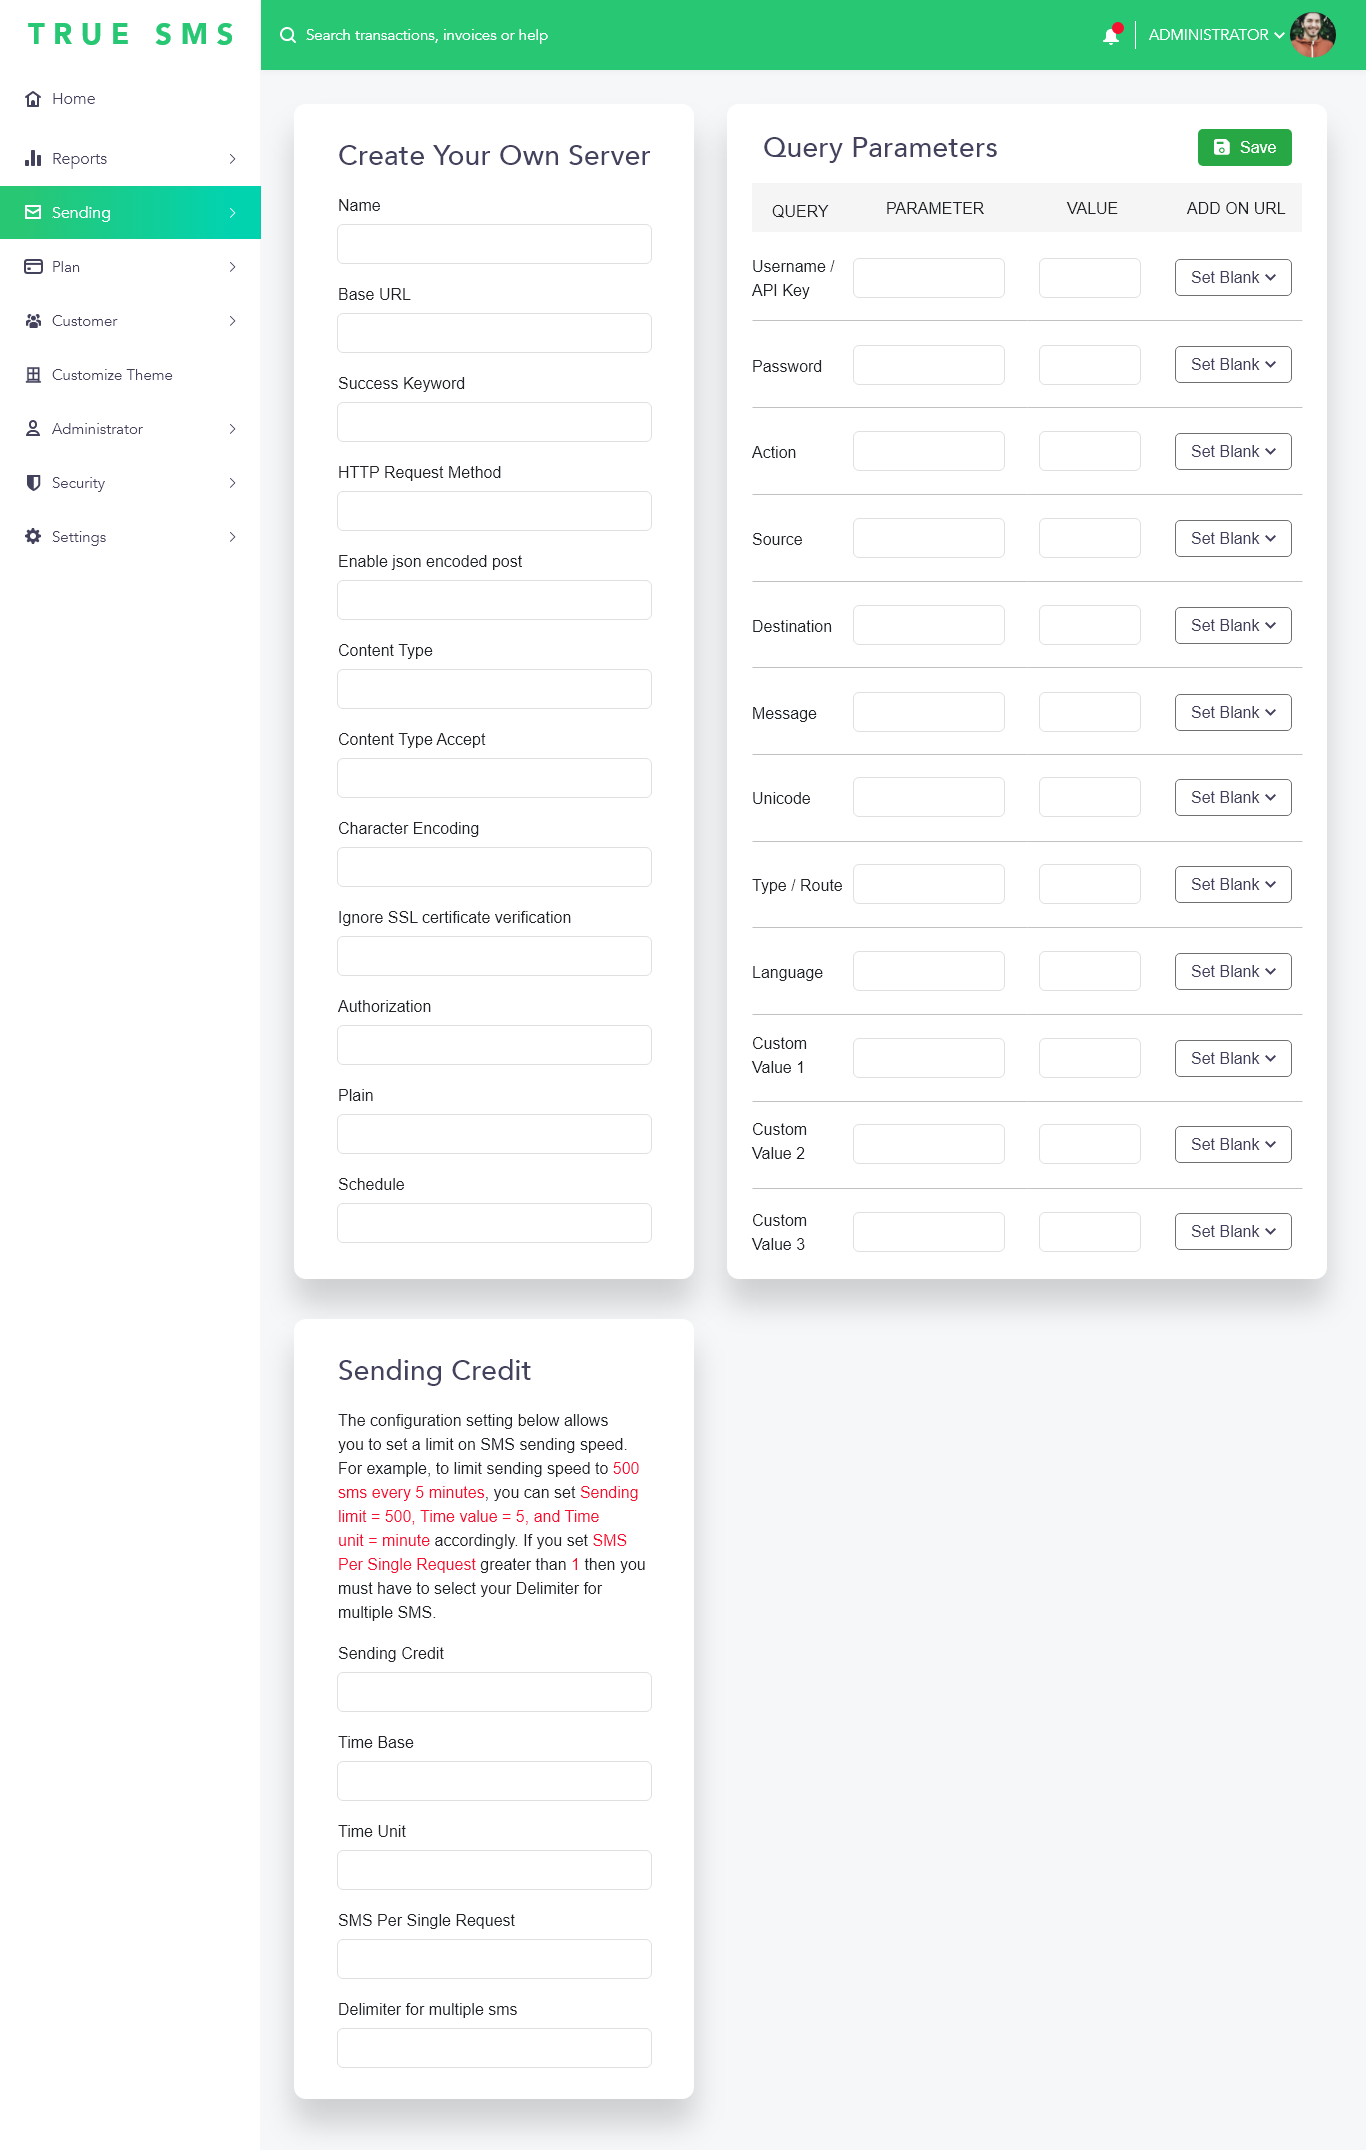 TRUE SMS
Search transactions, invoices or help
ADMINISTRATOR
Home
Reports
Sending
Plan
Customer
Customize Theme
Administrator
Security
Settings
Create Your Own Server
Name
Base URL
Success Keyword
HTTP Request Method
Enable json encoded post
Content Type
Content Type Accept
Character Encoding
Ignore SSL certificate verification
Authorization
Plain
Schedule
Query Parameters
Save
QUERY PARAMETER VALUE ADD ON URL
Username /
API Key
Set Blank
Password Set Blank
Action Set Blank
Source Set Blank
Destination Set Blank
Message Set Blank
Unicode Set Blank
Type / Route Set Blank
Language Set Blank
Custom
Value 1
Set Blank
Custom
Value 2
Set Blank
Custom
Value 3
Set Blank
Sending Credit
The configuration setting below allows
you to set a limit on SMS sending speed.
For example, to limit sending speed to 500
sms every 5 minutes, you can set Sending
limit = 500, Time value = 5, and Time
unit = minute accordingly. If you set SMS
Per Single Request greater than 1 then you
must have to select your Delimiter for
multiple SMS.
Sending Credit
Time Base
Time Unit
SMS Per Single Request
Delimiter for multiple sms